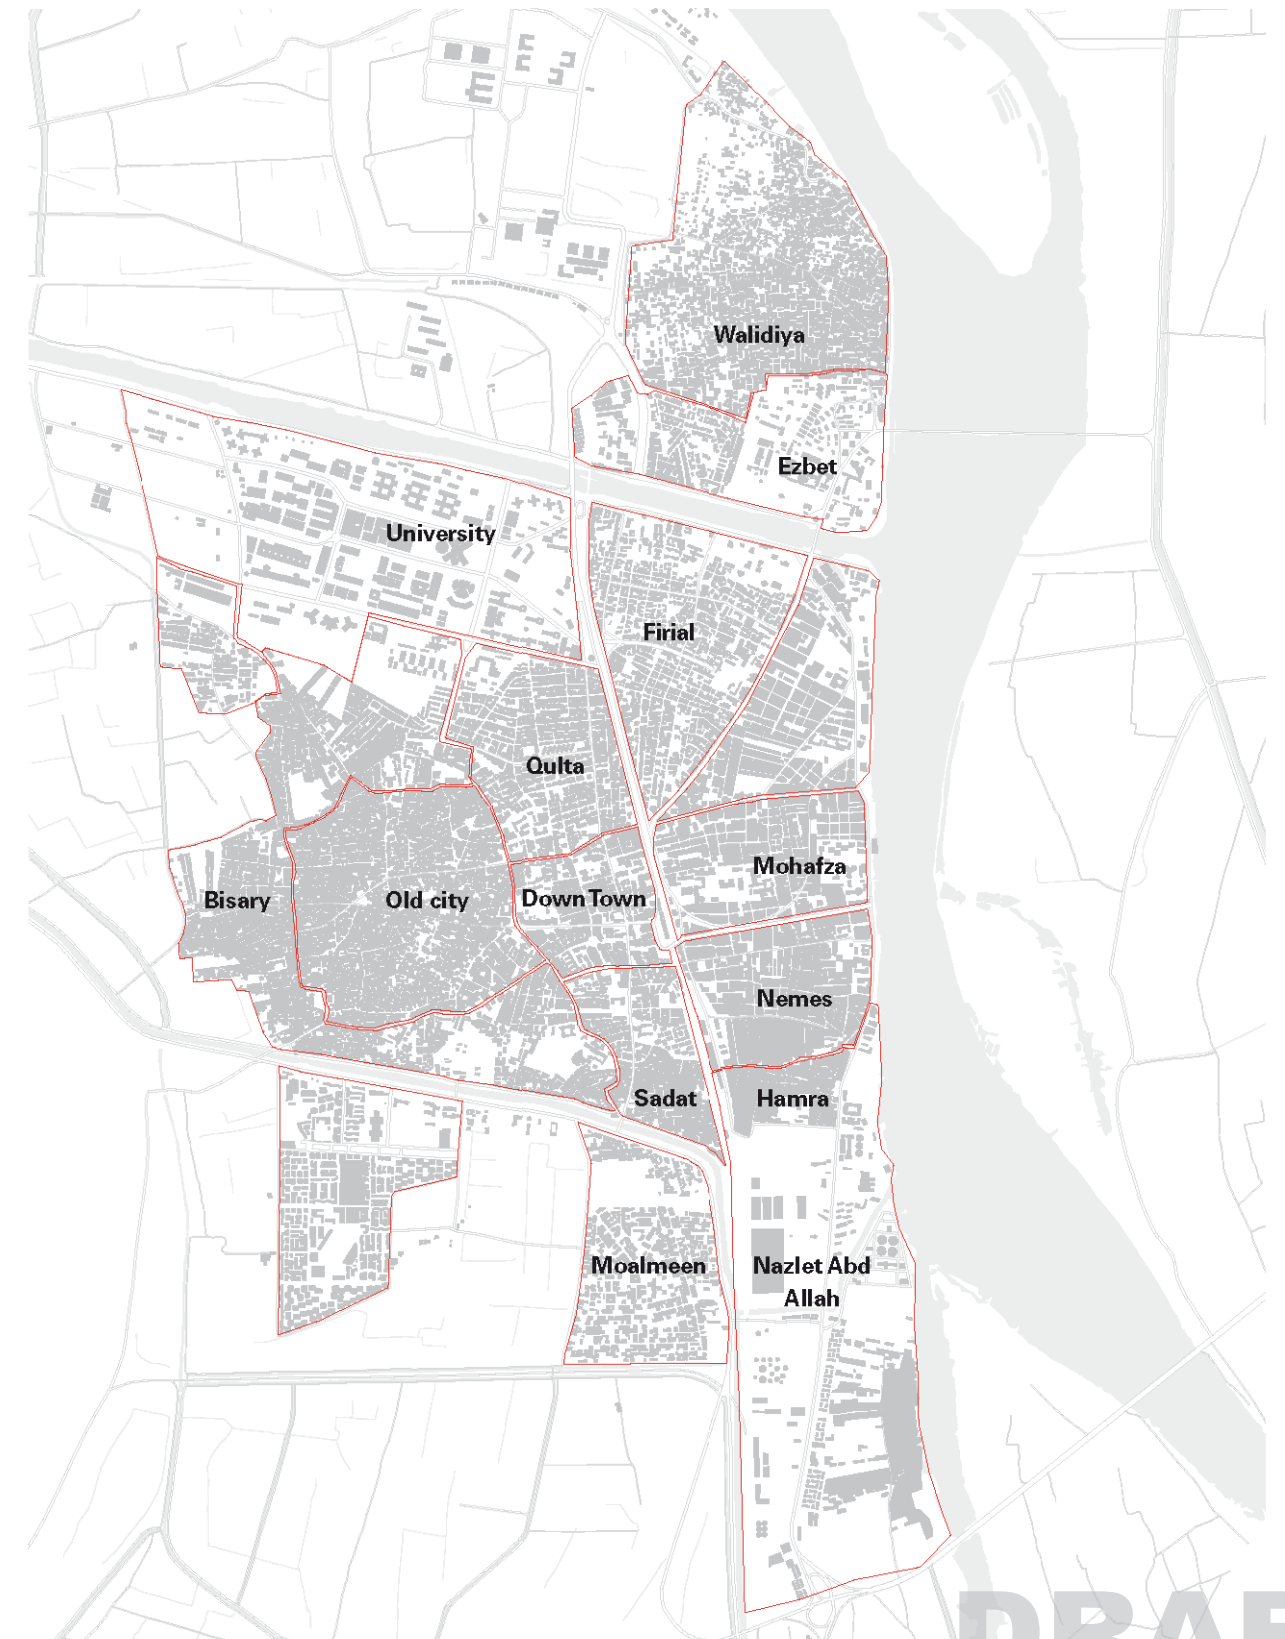 Walidiya
Ezbet
University
Firial
Qulta
Mohafza
Bisary
Old city
Down Town
Nemes
Sadat
Hamra
Moalmeen
Nazlet Abd
Allah